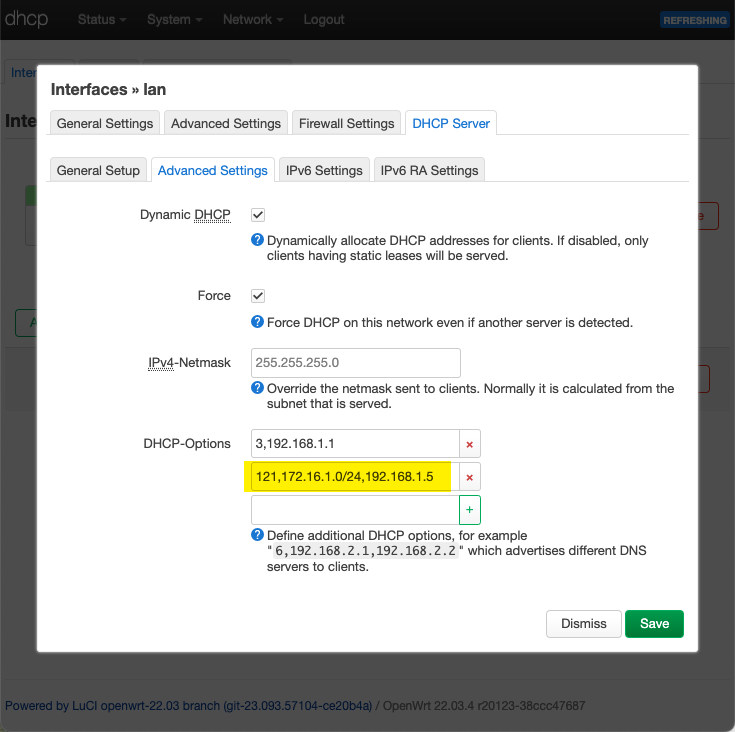 dhcp Status System Network Logout REFRESHING
Inter
Inte
Interfaces » lan
General Settings Advanced Settings Firewall Settings DHCP Server
General Setup Advanced Settings IPv6 Settings IPv6 RA Settings
Dynamic DHCP
Dynamically allocate DHCP addresses for clients. If disabled, only
clients having static leases will be served.
Force
Force DHCP on this network even if another server is detected.
IPv4-Netmask 255.255.255.0
Override the netmask sent to clients. Normally it is calculated from the
subnet that is served.
DHCP-Options 3,192.168.1.1 ×
121,172.16.1.0/24,192.168.1.5 ×
+
Define additional DHCP options, for example
"6,192.168.2.1,192.168.2.2" which advertises different DNS
servers to clients.
Dismiss Save
Powered by LuCI openwrt-22.03 branch (git-23.093.57104-ce20b4a) / OpenWrt 22.03.4 r20123-38ccc47687